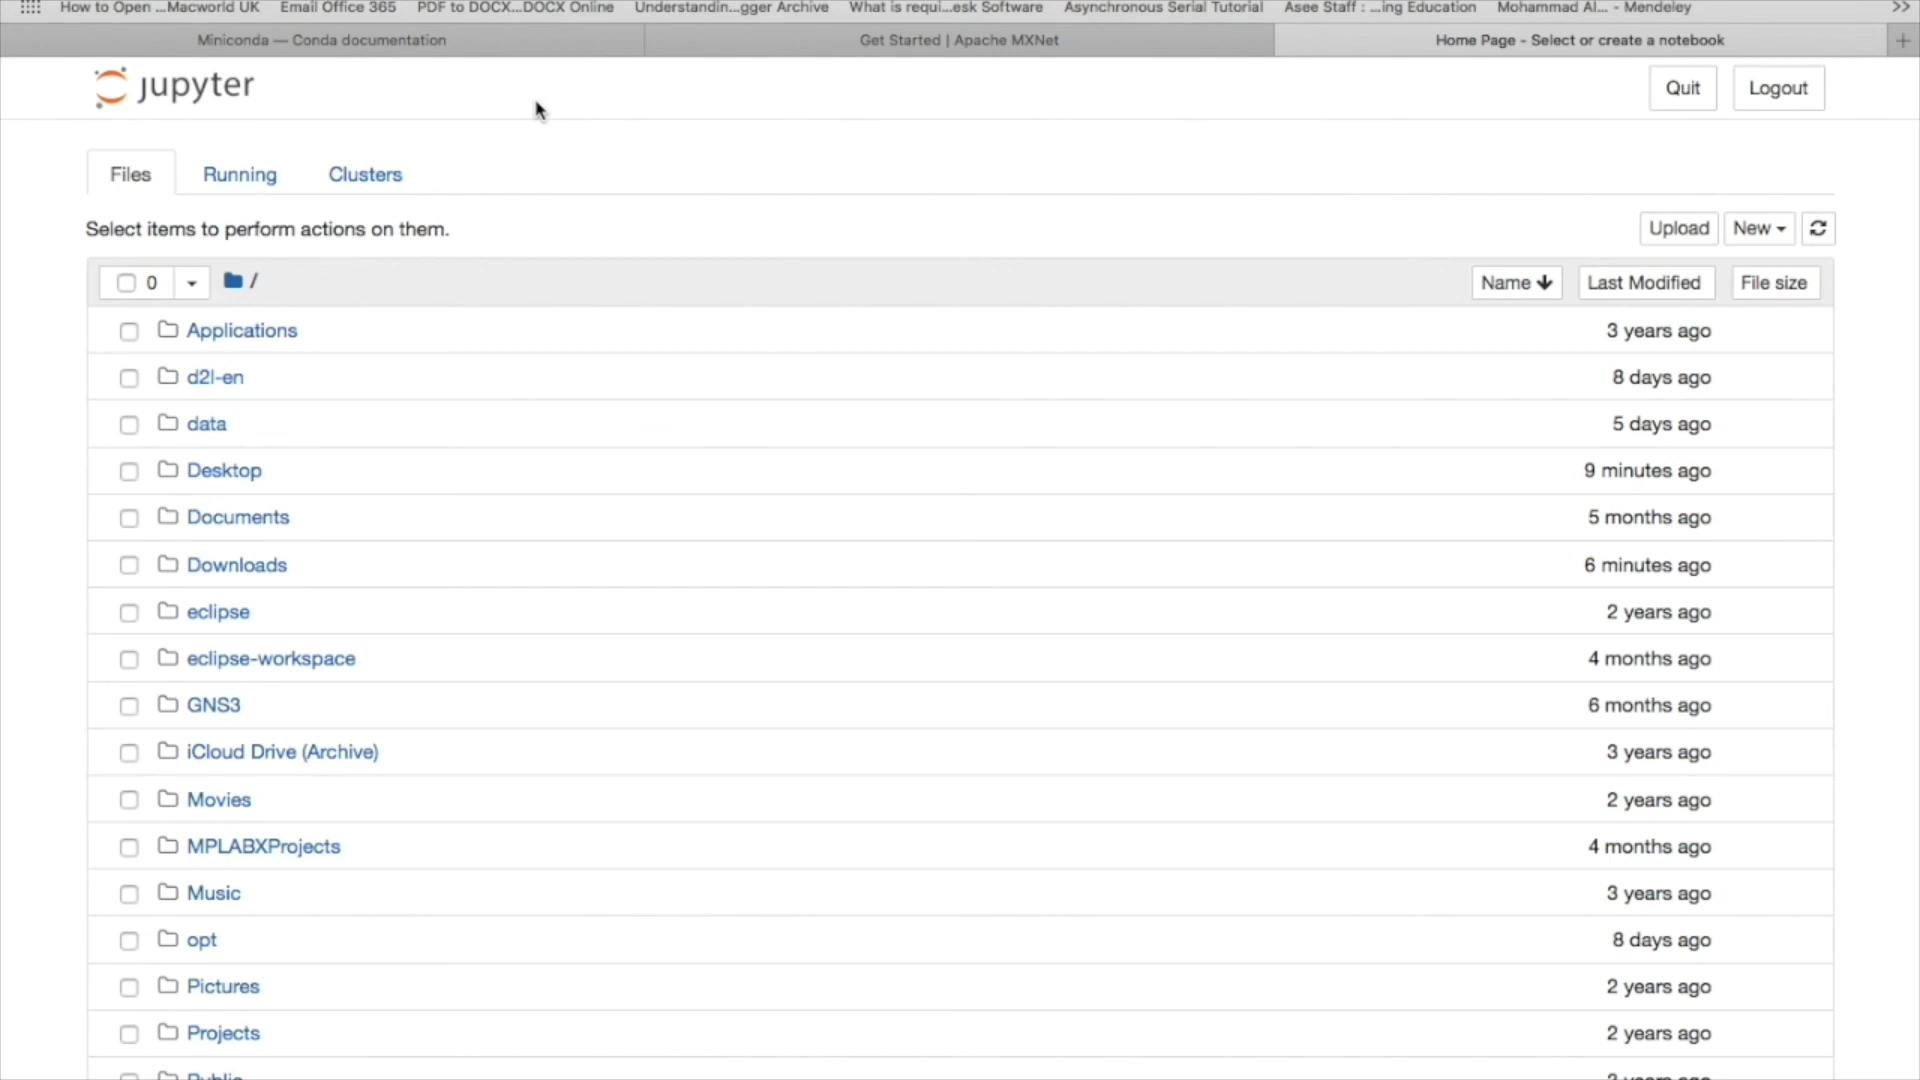 How to Open ...Macworld UK Email Office 365 PDF to DOCX...DOCX Online Understandin...gger Archive What is requi...esk Software Asynchronous Serial Tutorial Asee Staff : ...ing Education Mohammad Al... - Mendeley >>
Miniconda — Conda documentation Get Started | Apache MXNet Home Page - Select or create a notebook +
jupyter Quit Logout
Files Running Clusters
Select items to perform actions on them. Upload New
0 / Name Last Modified File size
Applications 3 years ago
d2l-en 8 days ago
data 5 days ago
Desktop 9 minutes ago
Documents 5 months ago
Downloads 6 minutes ago
eclipse 2 years ago
eclipse-workspace 4 months ago
GNS3 6 months ago
iCloud Drive (Archive) 3 years ago
Movies 2 years ago
MPLABXProjects 4 months ago
Music 3 years ago
opt 8 days ago
Pictures 2 years ago
Projects 2 years ago
Public years ago